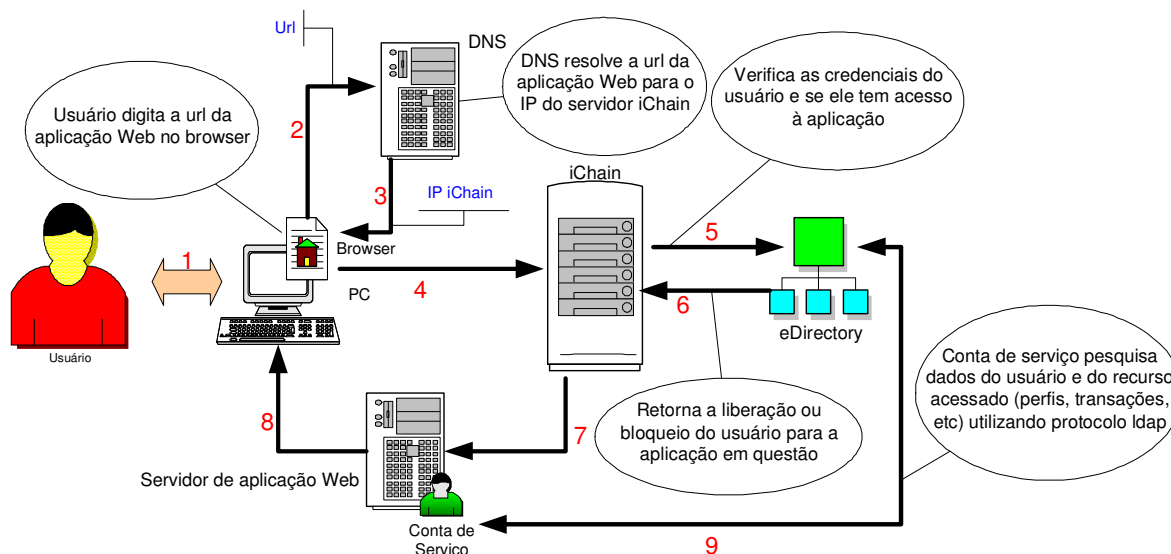 Url
DNS
DNS resolve a url da
aplicação Web para o
IP do servidor iChain
Verifica as credenciais do
usuário e se ele tem acesso
à aplicação
Usuário digita a url da
aplicação Web no browser
2
3
IP iChain
iChain
Browser
PC
1
4
5
6
eDirectory
Usuário
Conta de serviço pesquisa
dados do usuário e do recurso
acessado (perfis, transações,
etc) utilizando protocolo ldap
Retorna a liberação ou
bloqueio do usuário para a
aplicação em questão
7
8
Servidor de aplicação Web
Conta de
Serviço
9